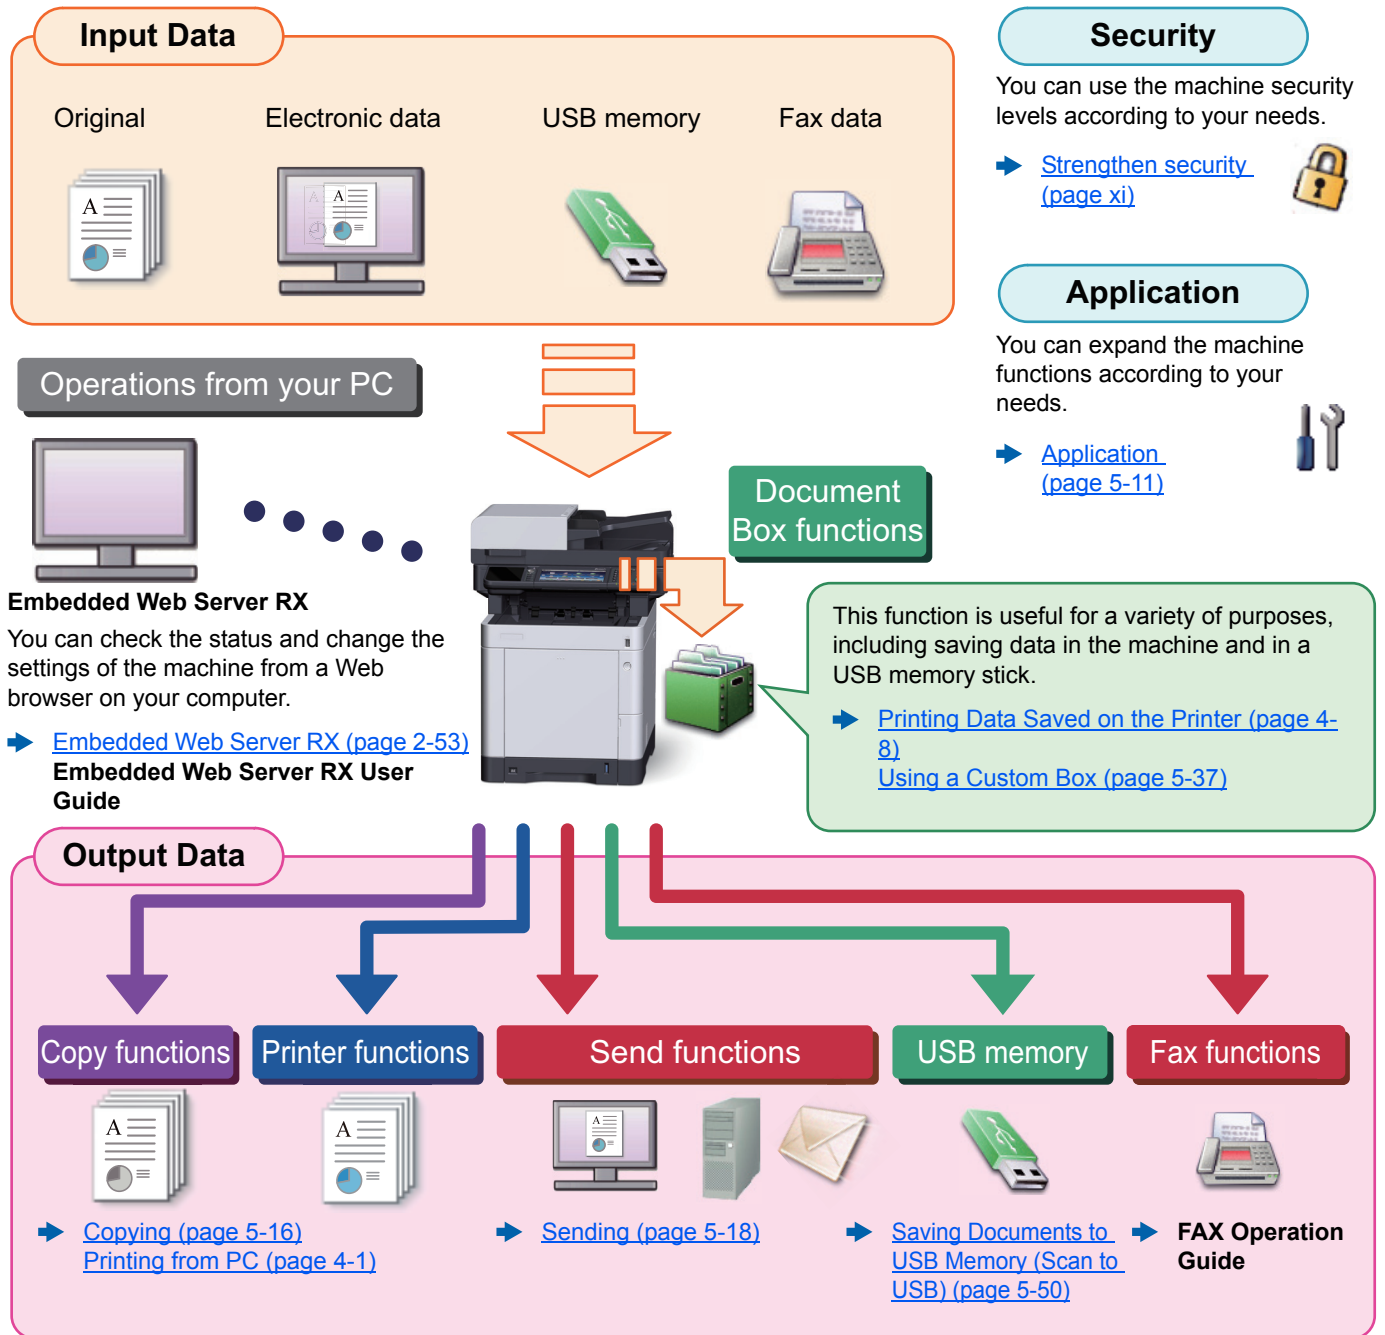 Input Data
Original
Electronic data
USB memory
Fax data
Security
You can use the machine security
levels according to your needs.
Strengthen security
(page xi)
Application
You can expand the machine
functions according to your
needs.
Application
(page 5-11)
Operations from your PC
Embedded Web Server RX
You can check the status and change the
settings of the machine from a Web
browser on your computer.
Embedded Web Server RX (page 2-53)
Embedded Web Server RX User
Guide
Document
Box functions
This function is useful for a variety of purposes,
including saving data in the machine and in a
USB memory stick.
Printing Data Saved on the Printer (page 4-
8)
Using a Custom Box (page 5-37)
Output Data
Copy functions
Printer functions
Send functions
USB memory
Fax functions
Copying (page 5-16)
Printing from PC (page 4-1)
Sending (page 5-18)
Saving Documents to
USB Memory (Scan to
USB) (page 5-50)
FAX Operation
Guide